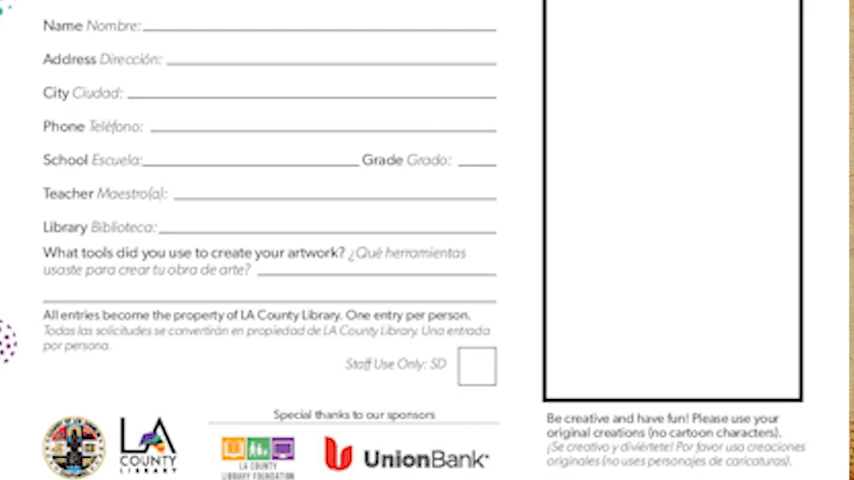 Name Nombre:
Address Dirección:
City Ciudad:
Phone Teléfono:
School Escuela: Grade Grado:
Teacher Maestro(a):
Library Biblioteca:
What tools did you use to create your artwork? ¿Qué herramientas
usaste para crear tu obra de arte?
All entries become the property of LA County Library. One entry per person.
Todas las solicitudes se convertirán en propiedad de LA County Library. Una entrada
por persona.
Staff Use Only: SD
Special thanks to our sponsors
LA
COUNTY
LIBRARY
LA COUNTY
LIBRARY FOUNDATION
UnionBank
Be creative and have fun! Please use your
original creations (no cartoon characters).
¡Se creativo y diviértete! Por favor usa creaciones
originales (no uses personajes de caricaturas).